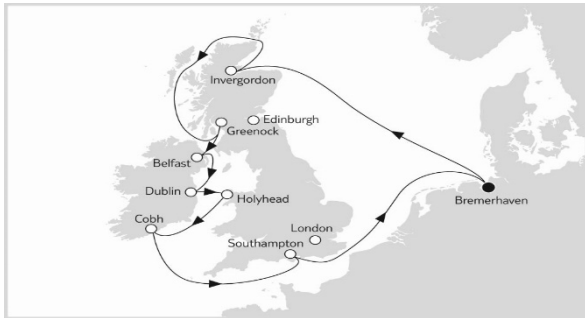 Invergordon
Edinburgh
Greenock
Belfast
Dublin
Holyhead
Bremerhaven
Cobh
London
Southampton